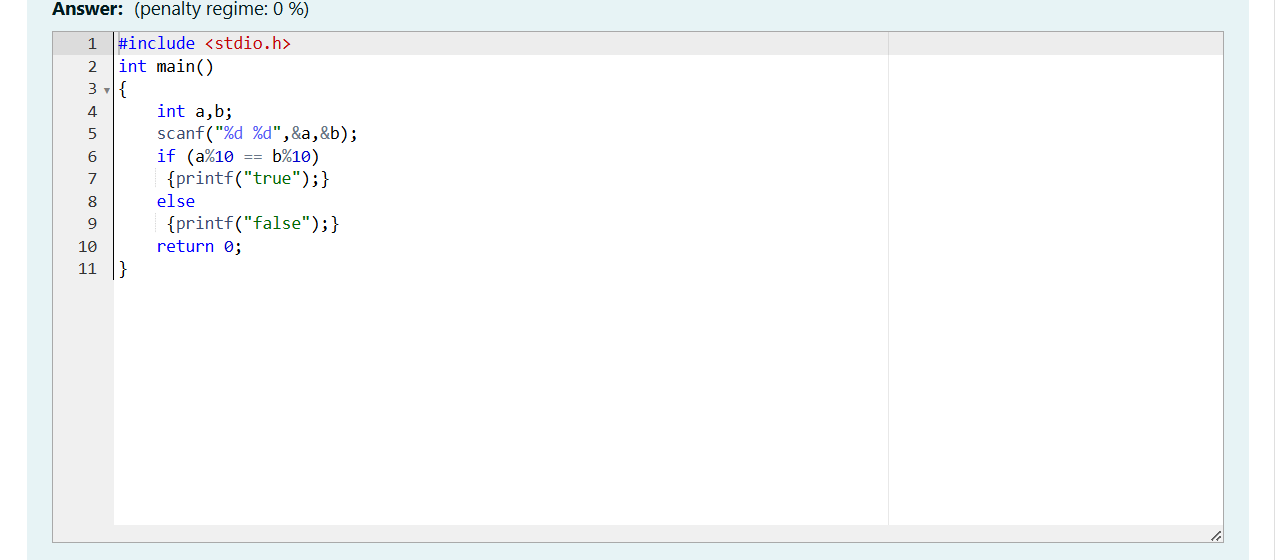 Answer: (penalty regime: 0 %)
1 #include <stdio.h>
2 int main()
3 {
4     int a,b;
5     scanf("%d %d",&a,&b);
6     if (a%10 == b%10)
7      {printf("true");}
8     else
9      {printf("false");}
10     return 0;
11 }